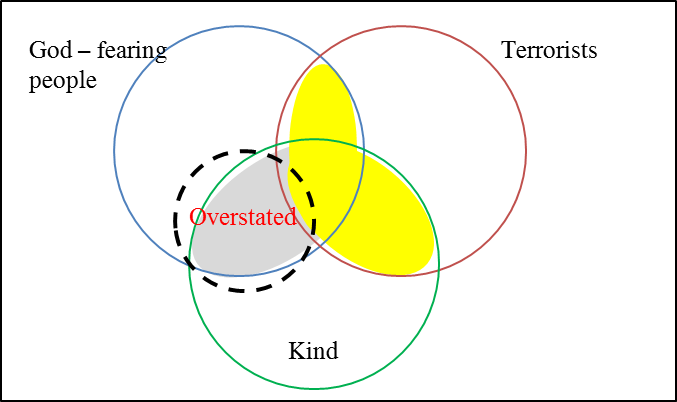 God – fearing
people
Terrorists
Overstated
Kind